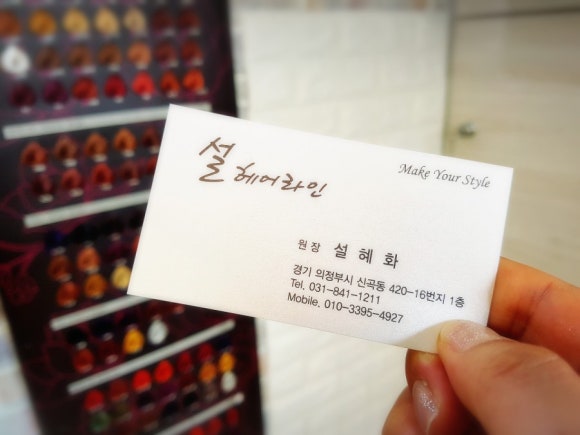 설 헤어라인
Make Your Style
원장 설 혜 화
경기 의정부시 신곡동 420-16번지 1층
Tel. 031-841-1211
Mobile. 010-3395-4927